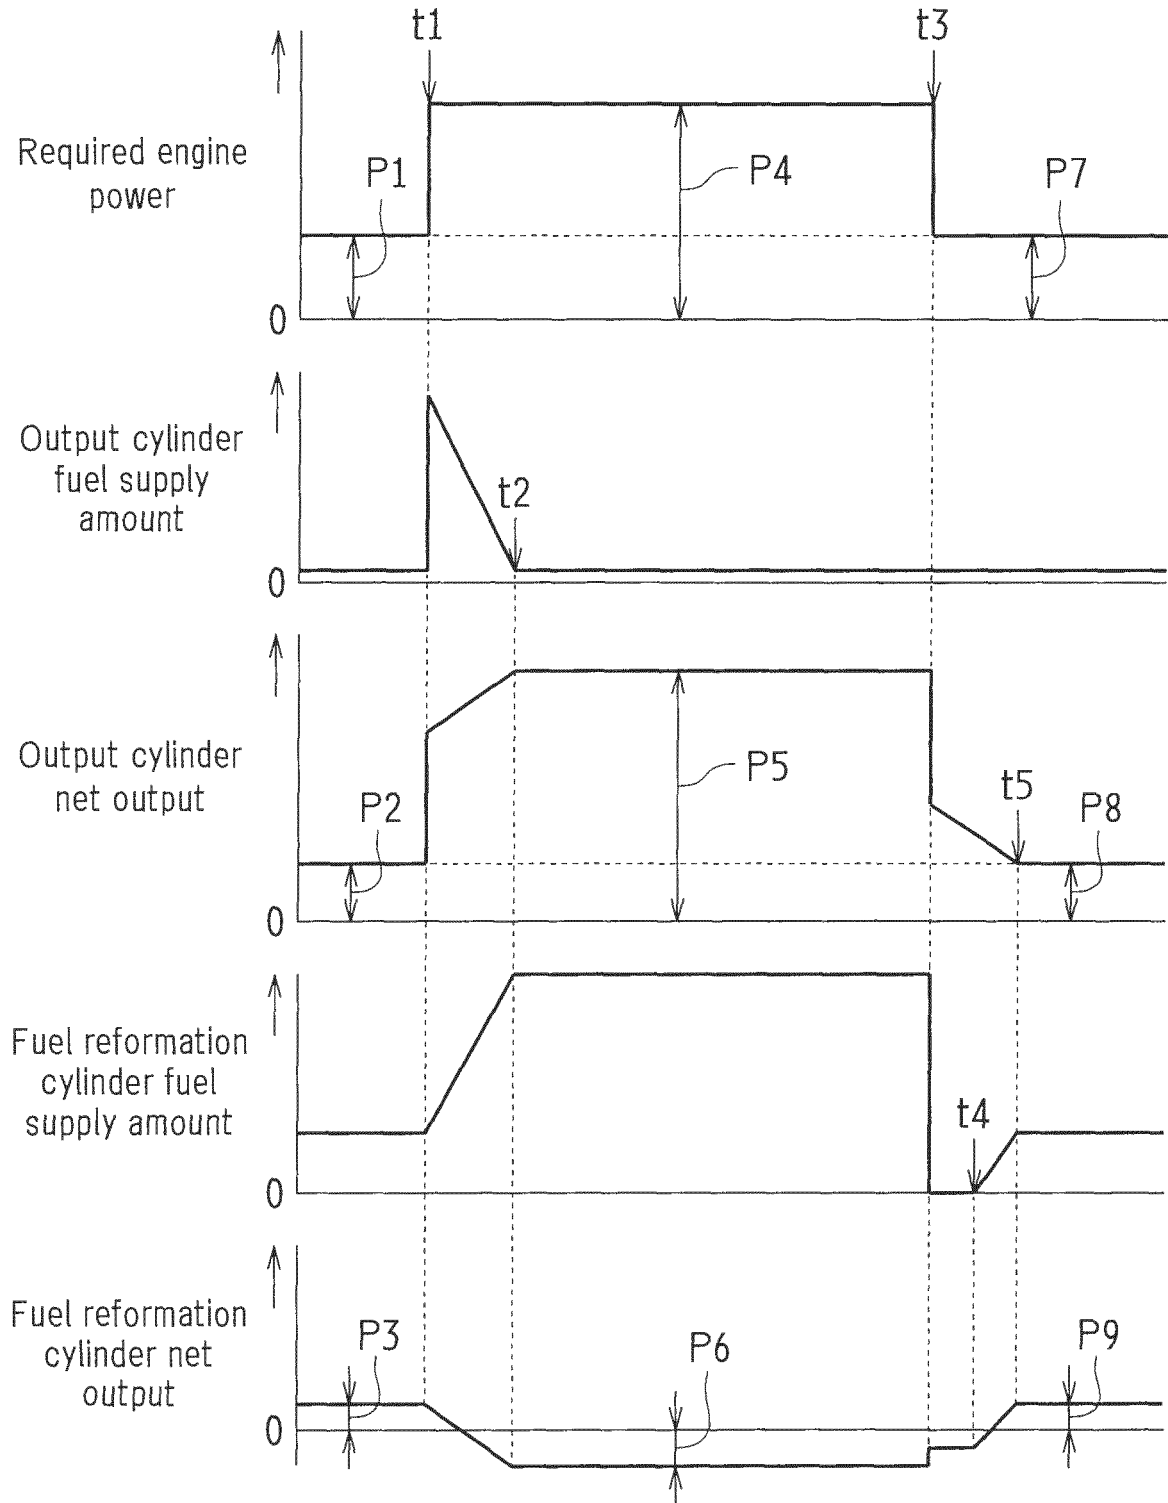 t1
t3
Required engine
power
P1
P4
P7
0
Output cylinder
fuel supply
amount
t2
0
Output cylinder
net output
P2
P5
t5
P8
0
Fuel reformation
cylinder fuel
supply amount
t4
0
Fuel reformation
cylinder net
output
P3
P6
P9
0